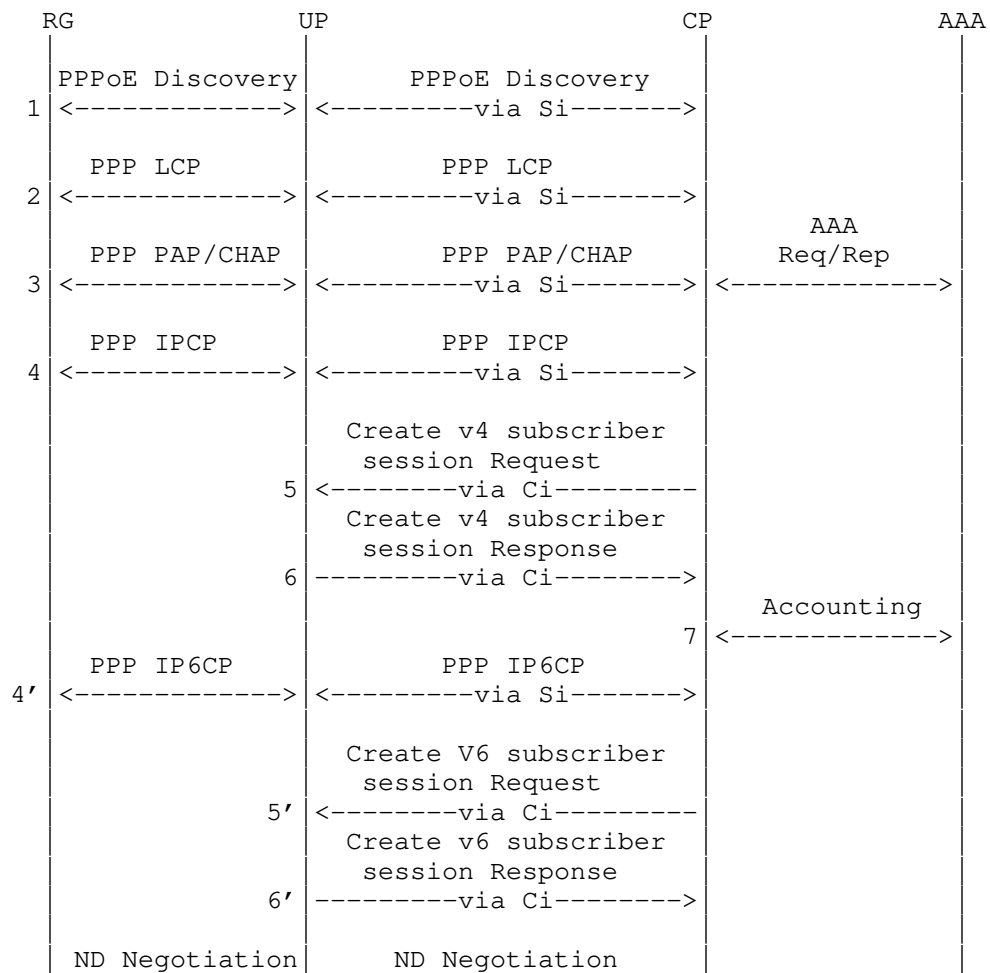 RG UP CP AAA
PPPoE Discovery PPPoE Discovery
1 <-------------> <---------via Si------->
PPP LCP PPP LCP
2 <-------------> <---------via Si------->
AAA
PPP PAP/CHAP PPP PAP/CHAP Req/Rep
3 <-------------> <---------via Si-------> <------------->
PPP IPCP PPP IPCP
4 <-------------> <---------via Si------->
Create v4 subscriber
session Request
5 <--------via Ci---------
Create v4 subscriber
session Response
6 ---------via Ci-------->
Accounting
7 <------------->
PPP IP6CP PPP IP6CP
4' <-------------> <---------via Si------->
Create V6 subscriber
session Request
5' <--------via Ci---------
Create v6 subscriber
session Response
6' ---------via Ci-------->
ND Negotiation ND Negotiation